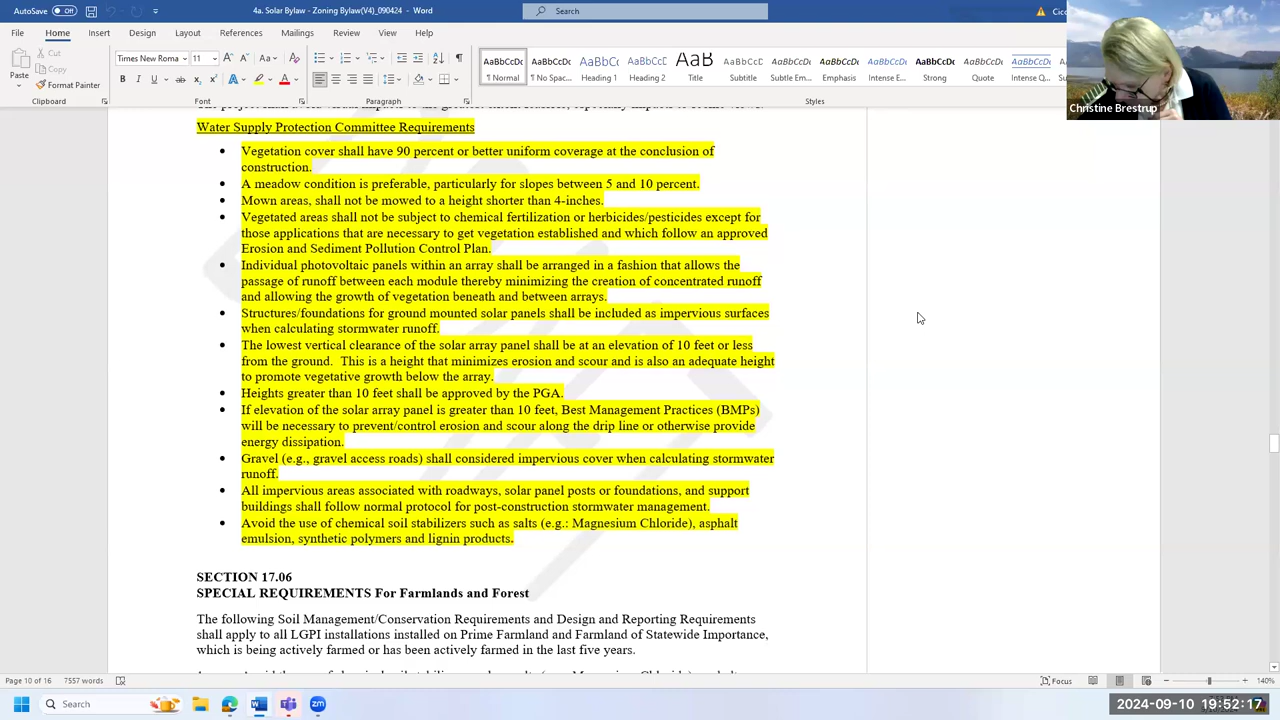 AutoSave Off 4a. Solar Bylaw - Zoning Bylaw(V4)_090424 - Word Search
File Home Insert Draw Design Layout References Mailings Review View Help
Cut
Copy
Format Painter
Paste
Times New Roma 11
AaBbCcDc AaBbCcDc AaBbC AaBbCcD AaB AaBbCcD AaBbCcDc AaBbCcDc AaBbCcDc AaBbCcDc AaBbCcDc AaBbCcDc
¶ Normal ¶ No Spac... Heading 1 Heading 2 Title Subtitle Subtle Em... Emphasis Intense E... Strong Quote Intense Q...
Clipboard Font Paragraph Styles
Christine Brestrup
Water Supply Protection Committee Requirements
• Vegetation cover shall have 90 percent or better uniform coverage at the conclusion of
construction.
• A meadow condition is preferable, particularly for slopes between 5 and 10 percent.
• Mown areas, shall not be mowed to a height shorter than 4-inches.
• Vegetated areas shall not be subject to chemical fertilization or herbicides/pesticides except for
those applications that are necessary to get vegetation established and which follow an approved
Erosion and Sediment Pollution Control Plan.
• Individual photovoltaic panels within an array shall be arranged in a fashion that allows the
passage of runoff between each module thereby minimizing the creation of concentrated runoff
and allowing the growth of vegetation beneath and between arrays.
• Structures/foundations for ground mounted solar panels shall be included as impervious surfaces
when calculating stormwater runoff.
• The lowest vertical clearance of the solar array panel shall be at an elevation of 10 feet or less
from the ground. This is a height that minimizes erosion and scour and is also an adequate height
to promote vegetative growth below the array.
• Heights greater than 10 feet shall be approved by the PGA.
• If elevation of the solar array panel is greater than 10 feet, Best Management Practices (BMPs)
will be necessary to prevent/control erosion and scour along the drip line or otherwise provide
energy dissipation.
• Gravel (e.g., gravel access roads) shall considered impervious cover when calculating stormwater
runoff.
• All impervious areas associated with roadways, solar panel posts or foundations, and support
buildings shall follow normal protocol for post-construction stormwater management.
• Avoid the use of chemical soil stabilizers such as salts (e.g.: Magnesium Chloride), asphalt
emulsion, synthetic polymers and lignin products.
SECTION 17.06
SPECIAL REQUIREMENTS For Farmlands and Forest
The following Soil Management/Conservation Requirements and Design and Reporting Requirements
shall apply to all LGPI installations installed on Prime Farmland and Farmland of Statewide Importance,
which is being actively farmed or has been actively farmed in the last five years.
Page 10 of 16 7557 words Focus 140%
Search
2024-09-10 19:52:17